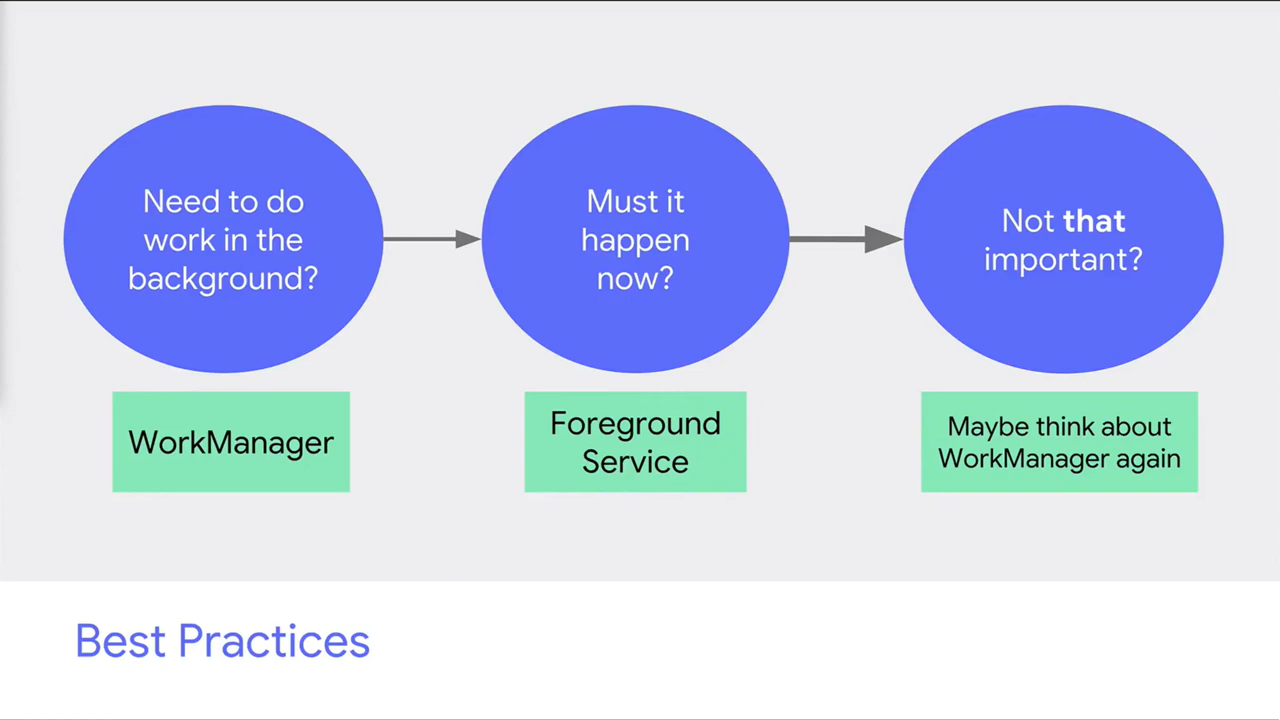 Need to do
work in the
background?
Must it
happen
now?
Not that
important?
WorkManager
Foreground
Service
Maybe think about
WorkManager again
Best Practices